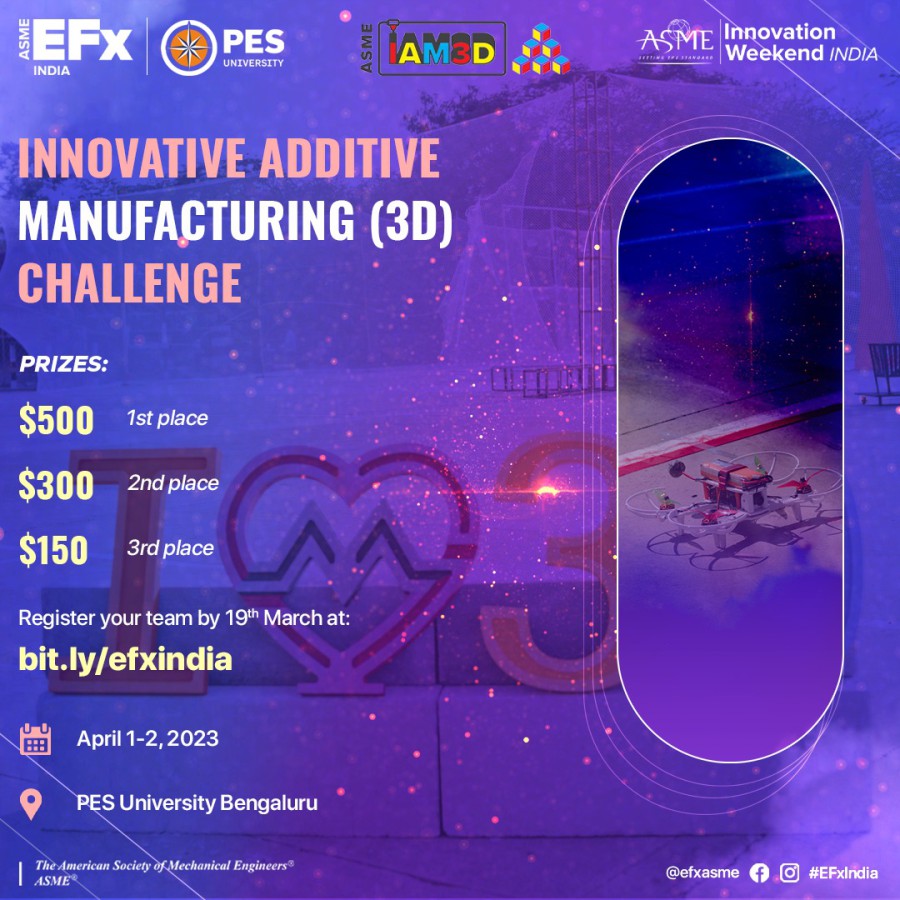 ASME EFx INDIA
PES UNIVERSITY
ASME iAM3D
ASME SETTING THE STANDARD
Innovation Weekend INDIA
INNOVATIVE ADDITIVE
MANUFACTURING (3D)
CHALLENGE
PRIZES:
$500 1st place
$300 2nd place
$150 3rd place
Register your team by 19th March at:
bit.ly/efxindia
April 1-2, 2023
PES University Bengaluru
I 3
The American Society of Mechanical Engineers®
ASME®
@efxasme #EFxIndia